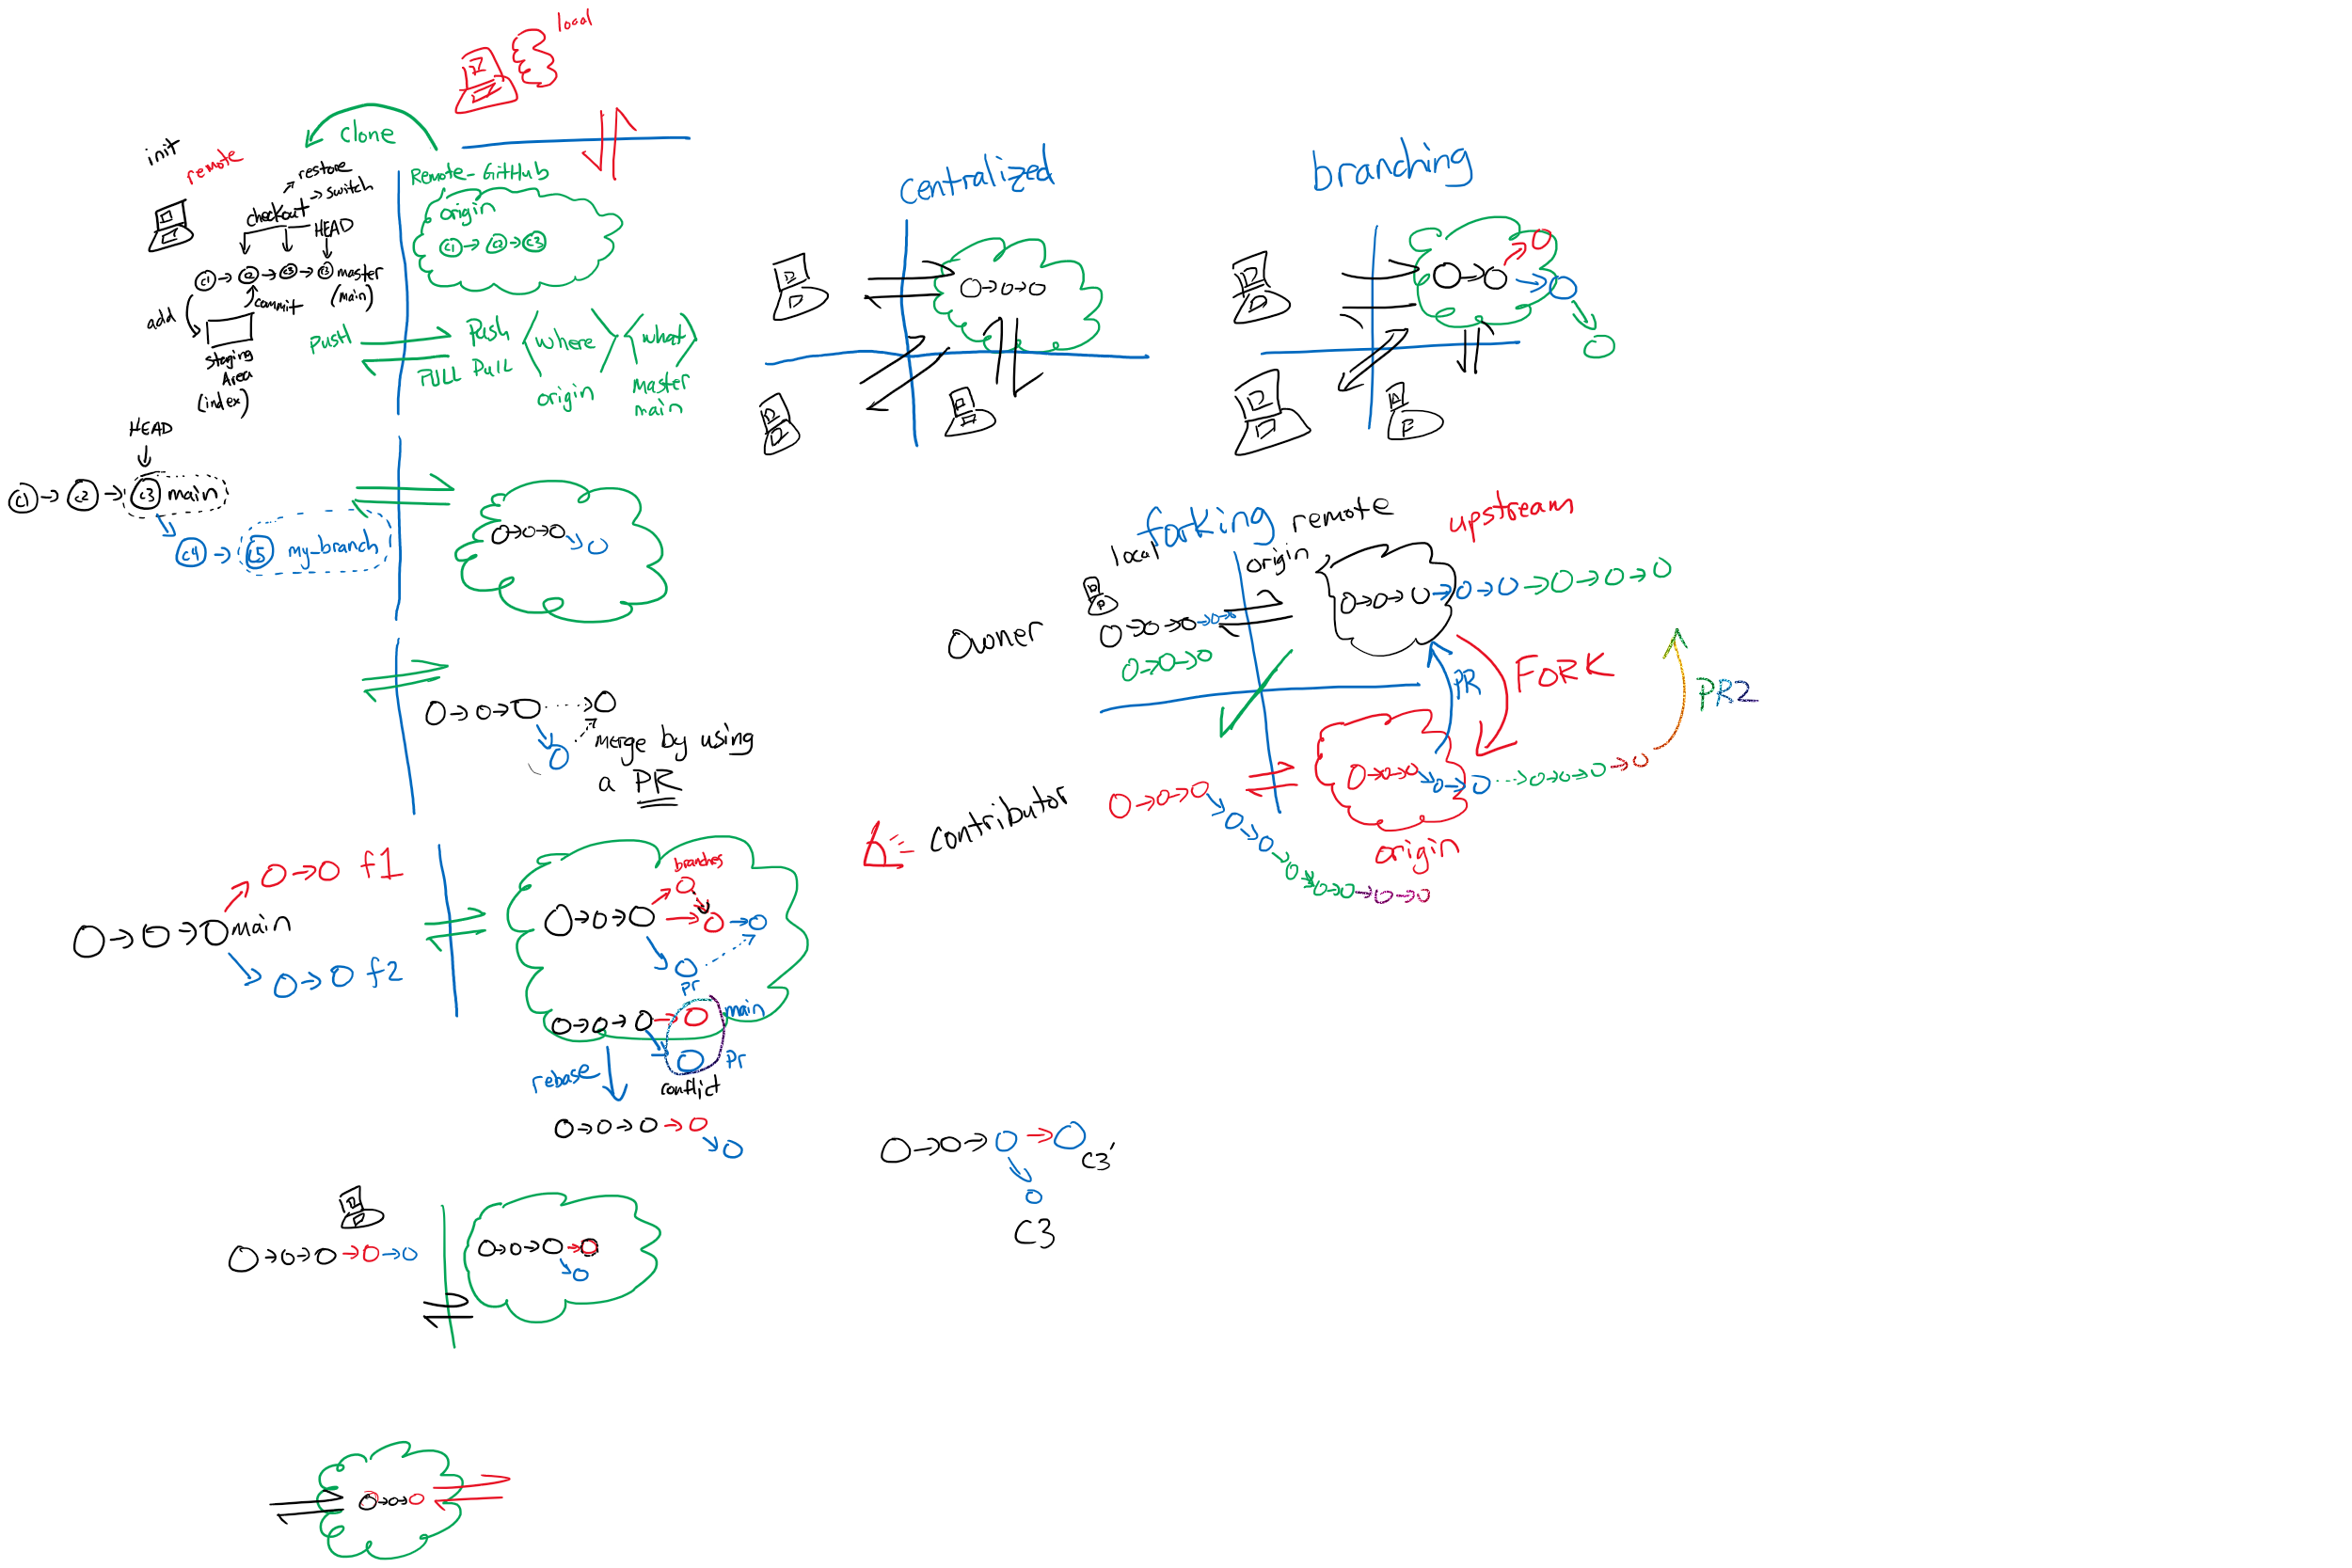 local
clone
init
remote
restore
switch
checkout
HEAD
C1 C2 C3 master
(main)
add
commit
Staging
Area
(index)
Remote - GitHub
origin
C1 C2 C3
Push
Push <where> <what>
PULL Pull
origin
Master
main
HEAD
C1 C2 C3 main
C4 C5 my_branch
merge by using
a PR
f1
main
f2
branches
pr
main
pr
rebase
conflict
centralized
branching
forking
remote
upstream
local
origin
Owner
FORK
PR
PR2
contributor
origin
C3'
C3